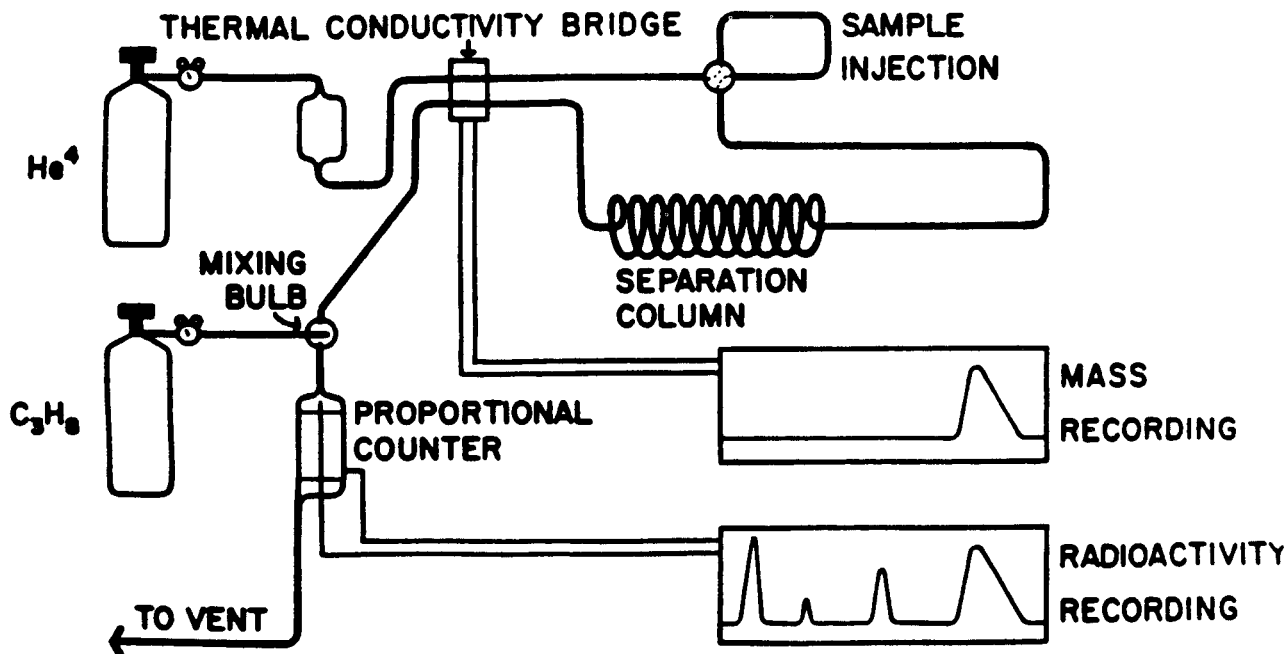 THERMAL CONDUCTIVITY BRIDGE
SAMPLE
INJECTION
He⁴
SEPARATION
COLUMN
MIXING
BULB
C₃H₈
PROPORTIONAL
COUNTER
MASS
RECORDING
RADIOACTIVITY
RECORDING
TO VENT